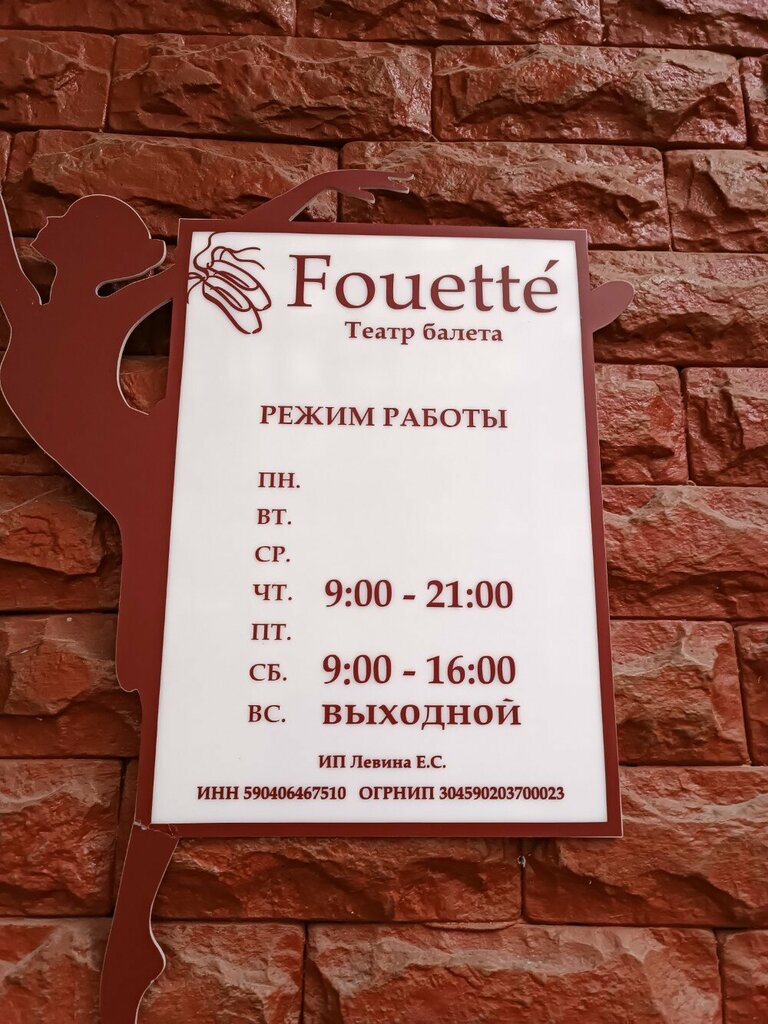 Fouetté
Театр балета
РЕЖИМ РАБОТЫ
ПН.
ВТ.
СР.
ЧТ. 9:00 - 21:00
ПТ.
СБ. 9:00 - 16:00
ВС. ВЫХОДНОЙ
ИП Левина Е.С.
ИНН 590406467510 ОГРНИП 304590203700023